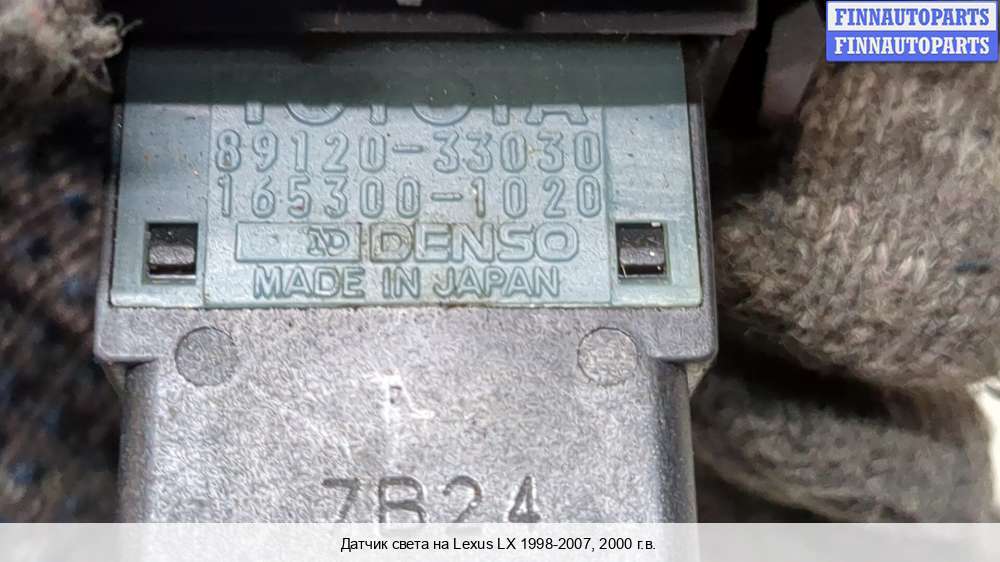 FINNAUTOPARTS
FINNAUTOPARTS
TOYOTA
89120-33030
165300-1020
ND DENSO
MADE IN JAPAN
7B24
Датчик света на Lexus LX 1998-2007, 2000 г.в.